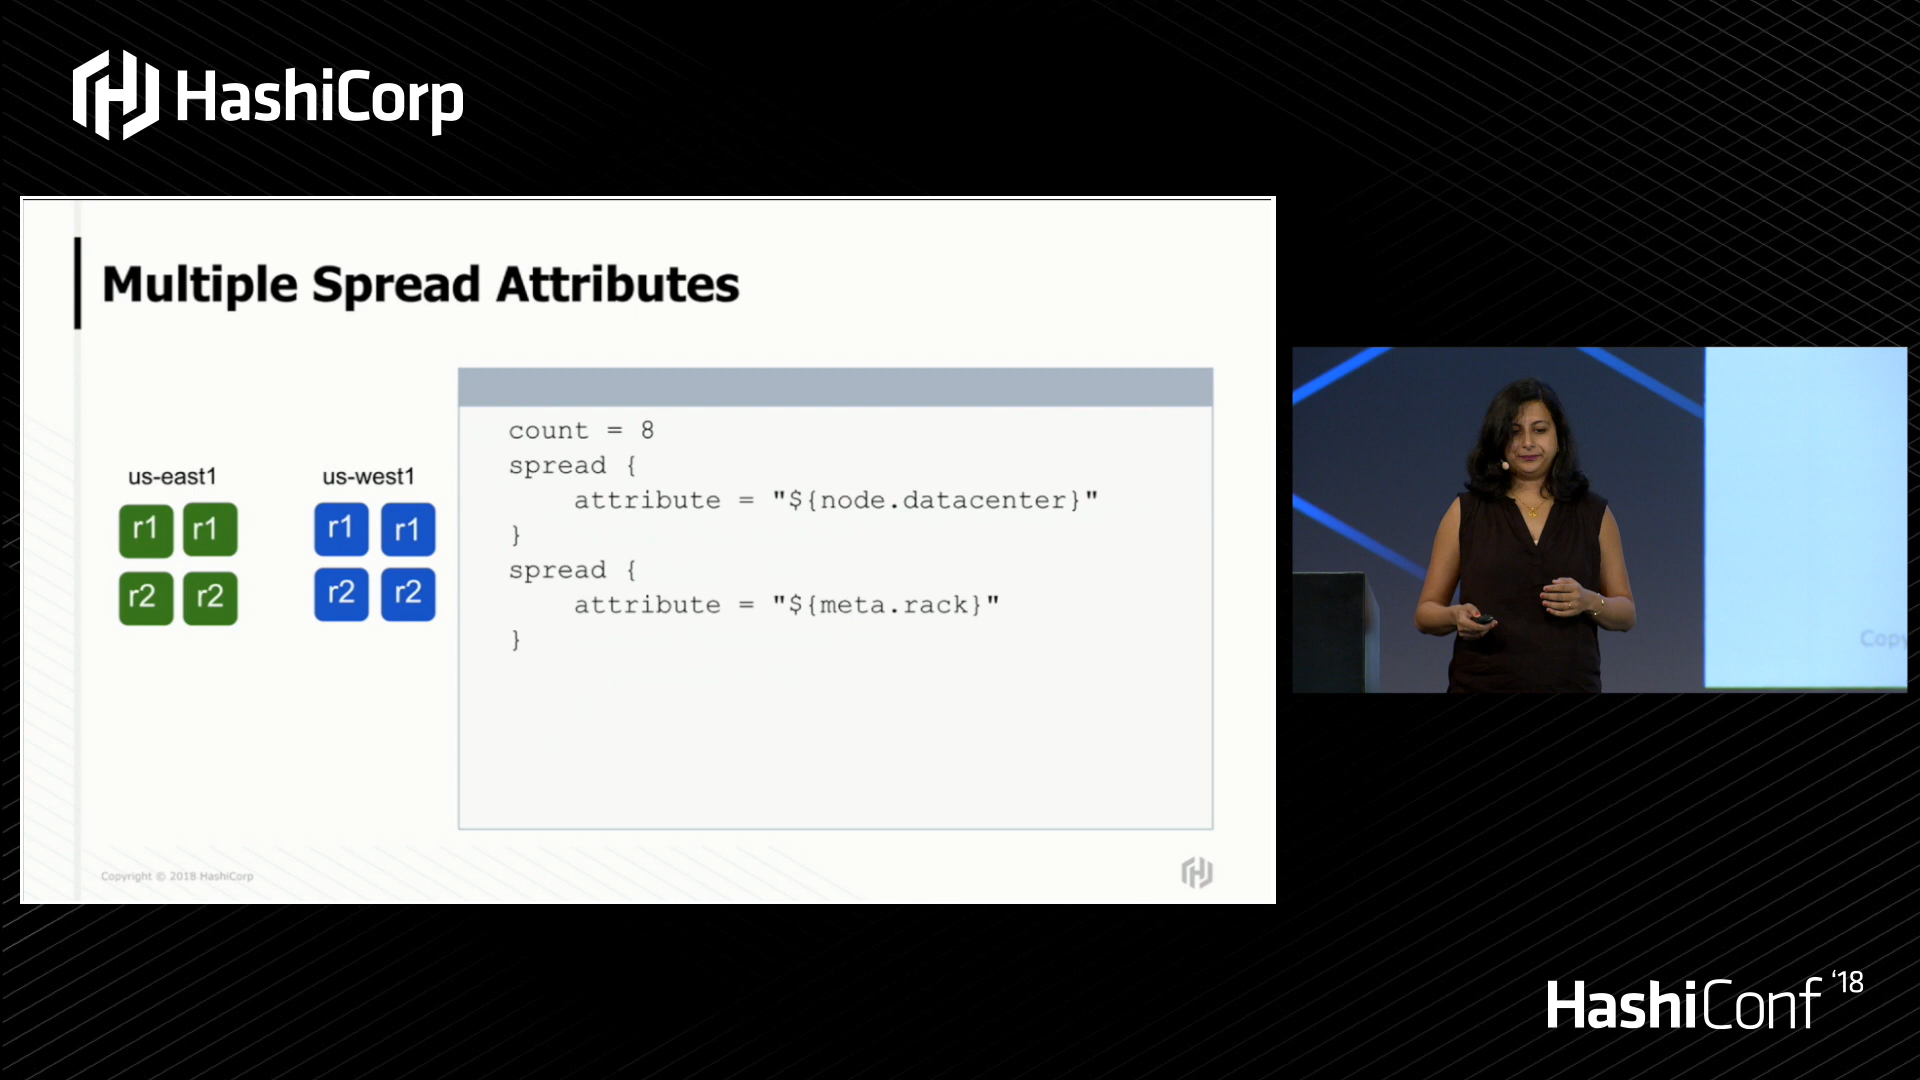 HashiCorp
Multiple Spread Attributes
us-east1
us-west1
r1 r1
r2 r2
r1 r1
r2 r2
count = 8
spread {
    attribute = "${node.datacenter}"
}
spread {
    attribute = "${meta.rack}"
}
Copyright © 2018 HashiCorp
Copy
HashiConf '18